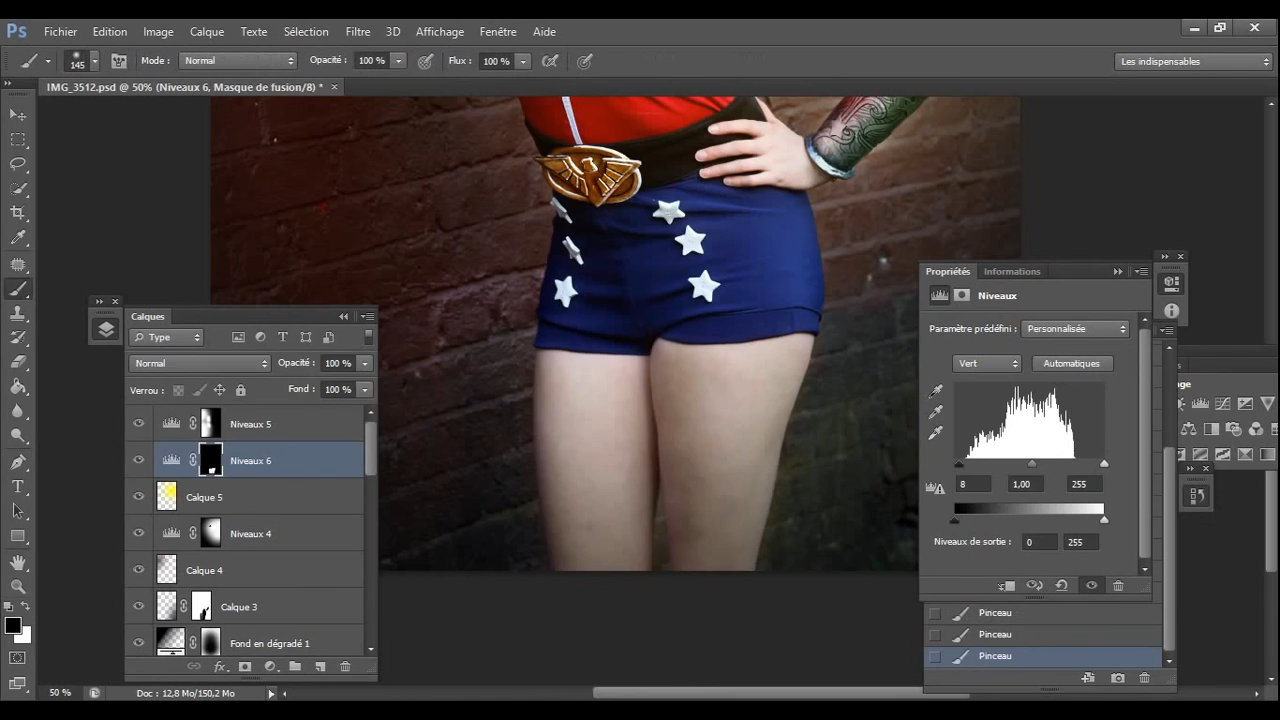 Ps Fichier Edition Image Calque Texte Sélection Filtre 3D Affichage Fenêtre Aide
145 Mode : Normal Opacité : 100 % Flux : 100 % Les indispensables
IMG_3512.psd @ 50% (Niveaux 6, Masque de fusion/8) * ×
Propriétés Informations
Niveaux
Paramètre prédéfini : Personnalisée
Vert Automatiques
8 1,00 255
Niveaux de sortie : 0 255
Calques
Type
Normal Opacité : 100 %
Verrou : Fond : 100 %
Niveaux 5
Niveaux 6
Calque 5
Niveaux 4
Calque 4
Calque 3
Fond en dégradé 1
fx
Pinceau
Pinceau
Pinceau
50 % Doc : 12,8 Mo/150,2 Mo